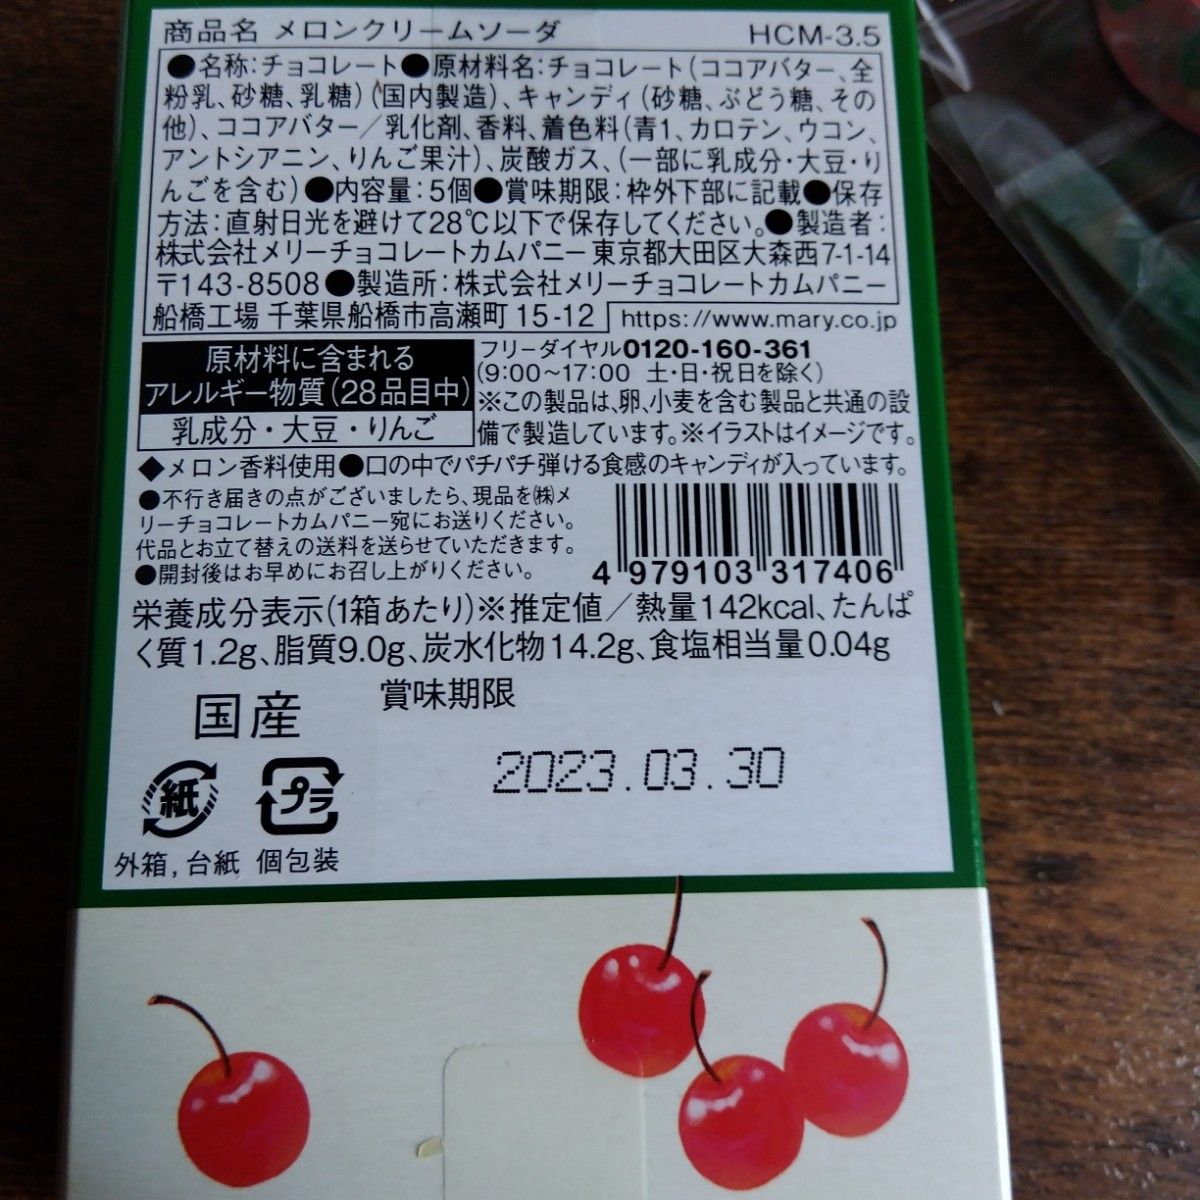 商品名 メロンクリームソーダ HCM-3.5
●名称:チョコレート●原材料名:チョコレート(ココアバター、全
粉乳、砂糖、乳糖)(国内製造)、キャンディ(砂糖、ぶどう糖、その
他)、ココアバター/乳化剤、香料、着色料(青1、カロテン、ウコン、
アントシアニン、りんご果汁)、炭酸ガス、(一部に乳成分・大豆・り
んごを含む)●内容量:5個●賞味期限:枠外下部に記載●保存
方法:直射日光を避けて28℃以下で保存してください。●製造者:
株式会社メリーチョコレートカムパニー 東京都大田区大森西7-1-14
〒143-8508●製造所:株式会社メリーチョコレートカムパニー
船橋工場 千葉県船橋市高瀬町 15-12
https://www.mary.co.jp
原材料に含まれる
アレルギー物質(28品目中)
乳成分・大豆・りんご
フリーダイヤル0120-160-361
(9:00~17:00 土・日・祝日を除く)
※この製品は、卵、小麦を含む製品と共通の設
備で製造しています。※イラストはイメージです。
◆メロン香料使用●口の中でパチパチ弾ける食感のキャンディが入っています。
●不行き届きの点がございましたら、現品を㈱メ
リーチョコレートカムパニー宛にお送りください。
代品とお立て替えの送料を送らせていただきます。
●開封後はお早めにお召し上がりください。
4 979103 317406
栄養成分表示(1箱あたり)※推定値/熱量142kcal、たんぱ
く質1.2g、脂質9.0g、炭水化物14.2g、食塩相当量0.04g
国産
賞味期限
2023.03.30
紙 プラ
外箱,台紙 個包装